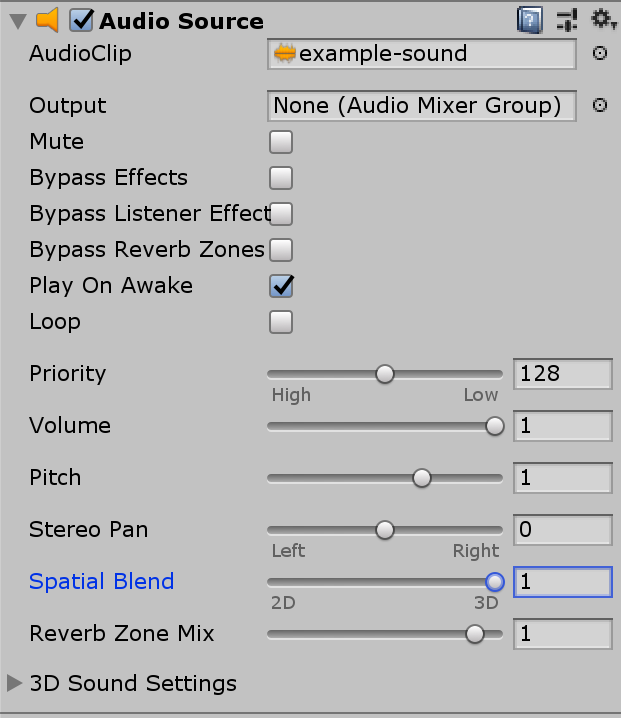 Audio Source
AudioClip example-sound
Output None (Audio Mixer Group)
Mute
Bypass Effects
Bypass Listener Effect
Bypass Reverb Zones
Play On Awake
Loop
Priority 128
High Low
Volume 1
Pitch 1
Stereo Pan 0
Left Right
Spatial Blend 1
2D 3D
Reverb Zone Mix 1
3D Sound Settings